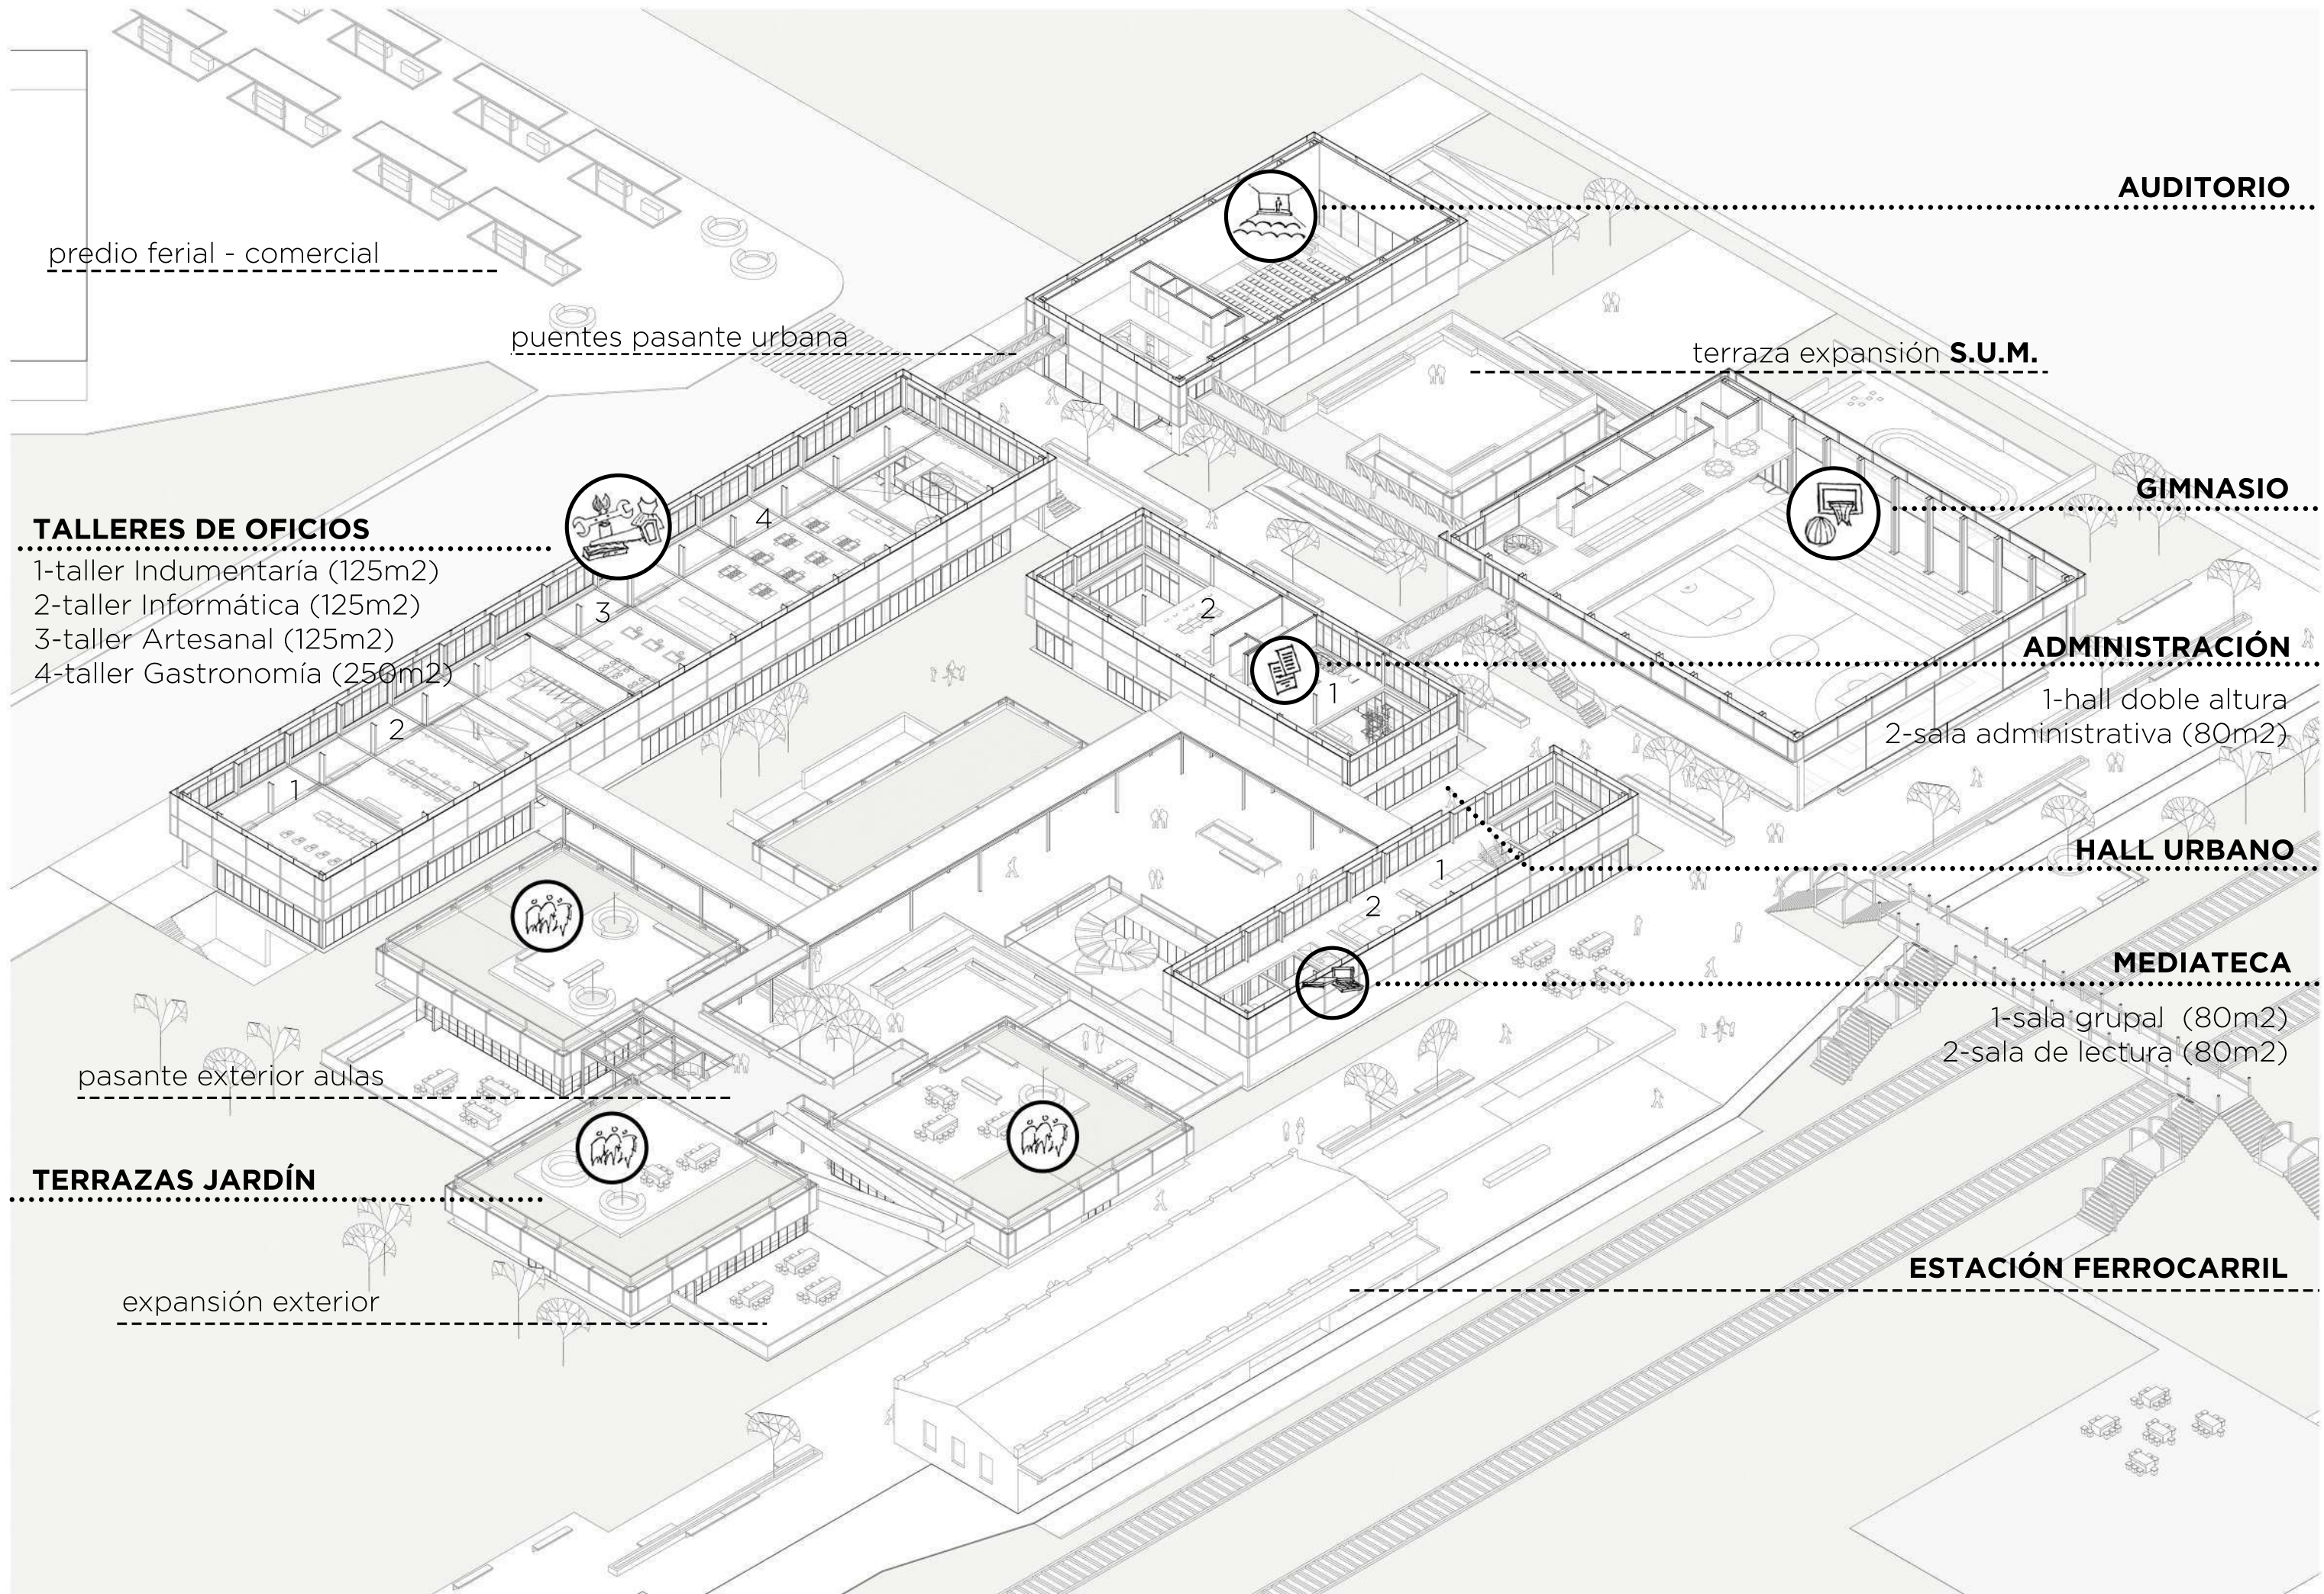 AUDITORIO
predio ferial - comercial
puentes pasante urbana
terraza expansión S.U.M.
GIMNASIO
TALLERES DE OFICIOS
1-taller Indumentaría (125m2)
2-taller Informática (125m2)
3-taller Artesanal (125m2)
4-taller Gastronomía (250m2)
4
3
2
1
2
1
ADMINISTRACIÓN
1-hall doble altura
2-sala administrativa (80m2)
HALL URBANO
1
2
MEDIATECA
1-sala grupal (80m2)
2-sala de lectura (80m2)
pasante exterior aulas
TERRAZAS JARDÍN
ESTACIÓN FERROCARRIL
expansión exterior